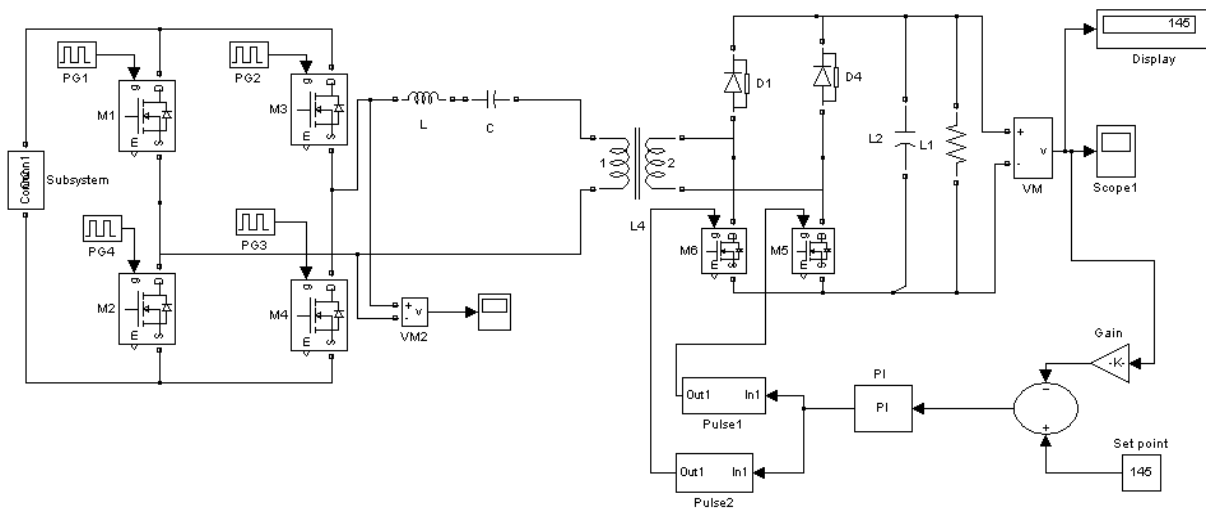 145
Display
PG1
PG2
g
D
M1
E
S
g
D
M3
E
S
L
C
D1
D4
Conn1
Subsystem
1
2
L2
L1
+
-
v
VM
Scope1
PG4
PG3
L4
g
D
M2
E
S
g
D
M4
E
S
+
-
v
VM2
g
D
M6
E
S
g
D
M5
E
S
Gain
-K-
PI
Out1
In1
Pulse1
PI
−
+
Out1
In1
Pulse2
Set point
145